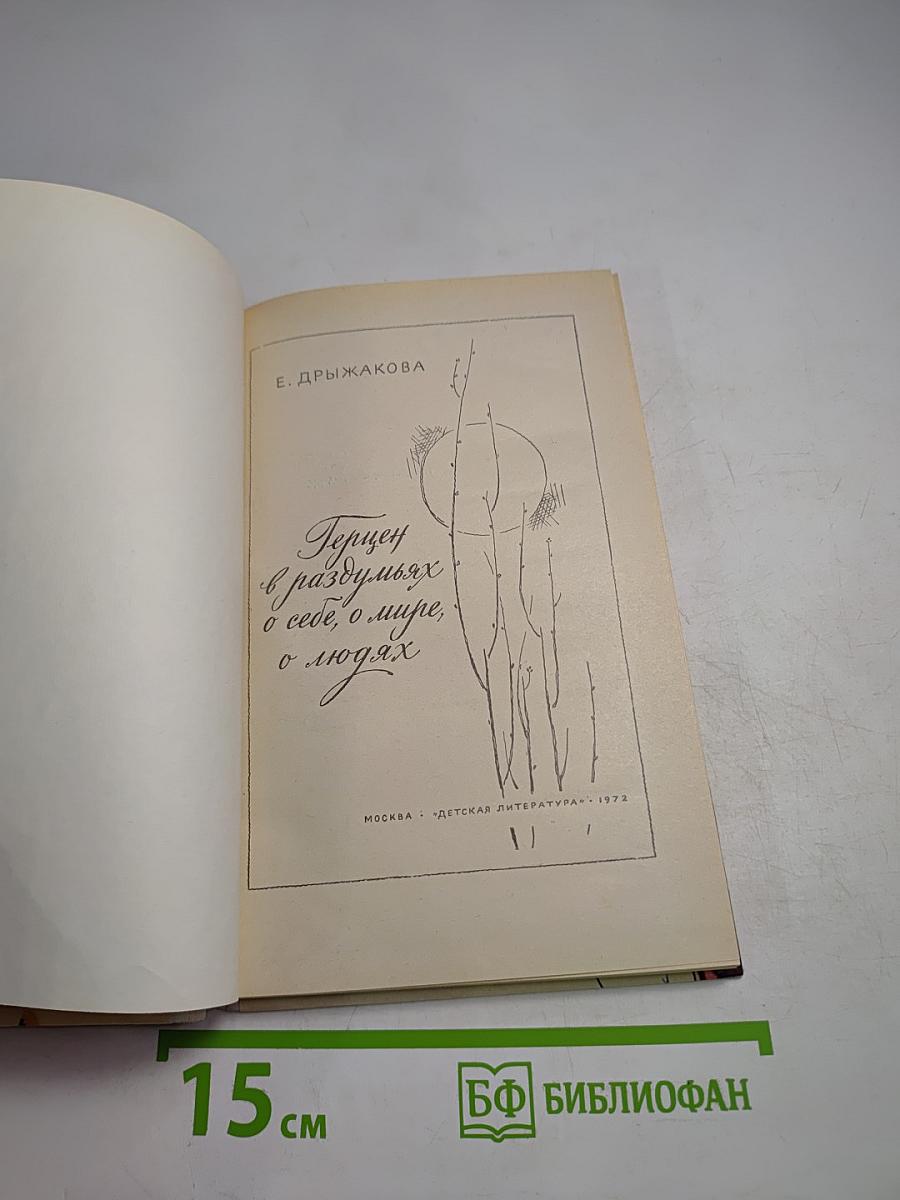 Е. ДРЫЖАКОВА
Герцен
в раздумьях
о себе, о мире,
о людях
МОСКВА · «ДЕТСКАЯ ЛИТЕРАТУРА» · 1972
15 см
БФ БИБЛИОФАН